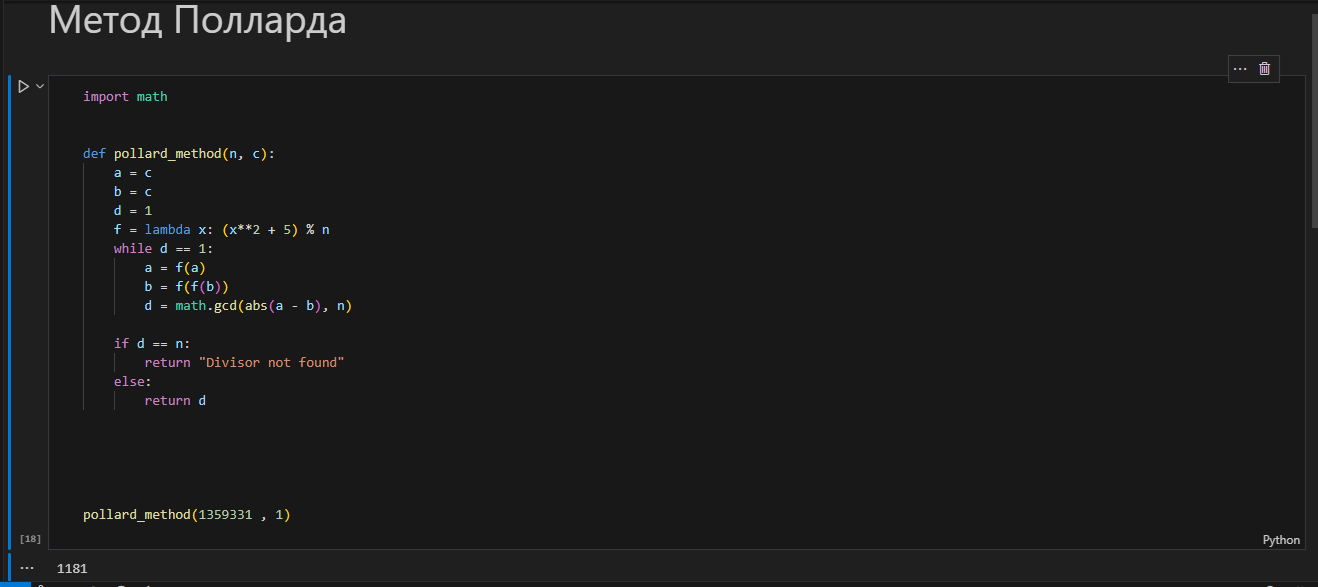 Метод Полларда
import math
def pollard_method(n, c):
    a = c
    b = c
    d = 1
    f = lambda x: (x**2 + 5) % n
    while d == 1:
        a = f(a)
        b = f(f(b))
        d = math.gcd(abs(a - b), n)
    if d == n:
        return "Divisor not found"
    else:
        return d
pollard_method(1359331 , 1)
[18]
Python
... 1181